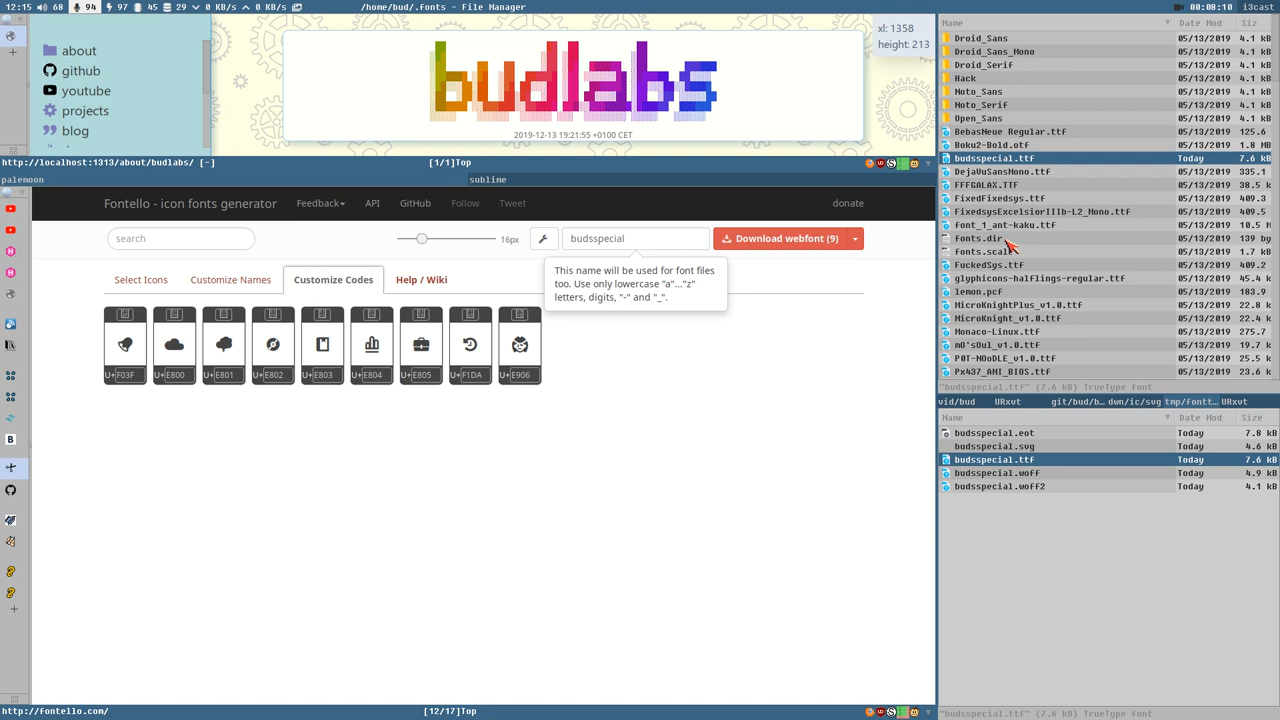 12:15 68 94 97 45 29 0 KB/s 0 KB/s /home/bud/.fonts - File Manager 00:08:10 i3cast
about
github
youtube
projects
blog
budlabs
2019-12-13 19:21:55 +0100 CET
xl: 1358
height: 213
http://localhost:1313/about/budlabs/ [-] [1/1]Top
palemoon sublime
Fontello - icon fonts generator Feedback API GitHub Follow Tweet donate
search 16px budsspecial Download webfont (9)
This name will be used for font files
too. Use only lowercase "a"..."z"
letters, digits, "-" and "_".
Select Icons Customize Names Customize Codes Help / Wiki
U+F03F U+E800 U+E801 U+E802 U+E803 U+E804 U+E805 U+F1DA U+E906
B
http://fontello.com/ [12/17]Top
Name Date Mod Siz
Droid_Sans 05/13/2019 4.1 k
Droid_Sans_Mono 05/13/2019 4.1 k
Droid_Serif 05/13/2019 4.1 k
Hack 05/13/2019 4.1 k
Noto_Sans 05/13/2019 4.1 k
Noto_Serif 05/13/2019 4.1 k
Open_Sans 05/13/2019 4.1 k
BebasNeue Regular.ttf 05/13/2019 125.6
Boku2-Bold.otf 05/13/2019 1.8 M
budsspecial.ttf Today 7.6 k
DejaVuSansMono.ttf 05/13/2019 335.1
FFFGALAX.TTF 05/13/2019 38.5 k
FixedFixedsys.ttf 05/13/2019 409.3
FixedsysExcelsiorIIIb-L2_Mono.ttf 05/13/2019 409.5
font_1_ant-kaku.ttf 05/13/2019 10.5 M
fonts.dir 05/13/2019 139 by
fonts.scale 05/13/2019 1.7 kB
FuckedSys.ttf 05/13/2019 409.2
glyphicons-halflings-regular.ttf 05/13/2019 45.4 k
lemon.pcf 05/13/2019 183.9
MicroKnightPlus_v1.0.ttf 05/13/2019 22.8 k
MicroKnight_v1.0.ttf 05/13/2019 22.4 k
Monaco-Linux.ttf 05/13/2019 275.7
mO'sOul_v1.0.ttf 05/13/2019 19.7 k
P0T-NOoDLE_v1.0.ttf 05/13/2019 25.5 k
Px437_AMI_BIOS.ttf 05/13/2019 23.6 k
"budsspecial.ttf" (7.6 kB) TrueType font
vid/bud URxvt git/bud/b... dwn/ic/svg tmp/fontt... URxvt
Name Date Mod Size
budsspecial.eot Today 7.8 kB
budsspecial.svg Today 4.6 kB
budsspecial.ttf Today 7.6 kB
budsspecial.woff Today 4.9 kB
budsspecial.woff2 Today 4.1 kB
"budsspecial.ttf" (7.6 kB) TrueType font